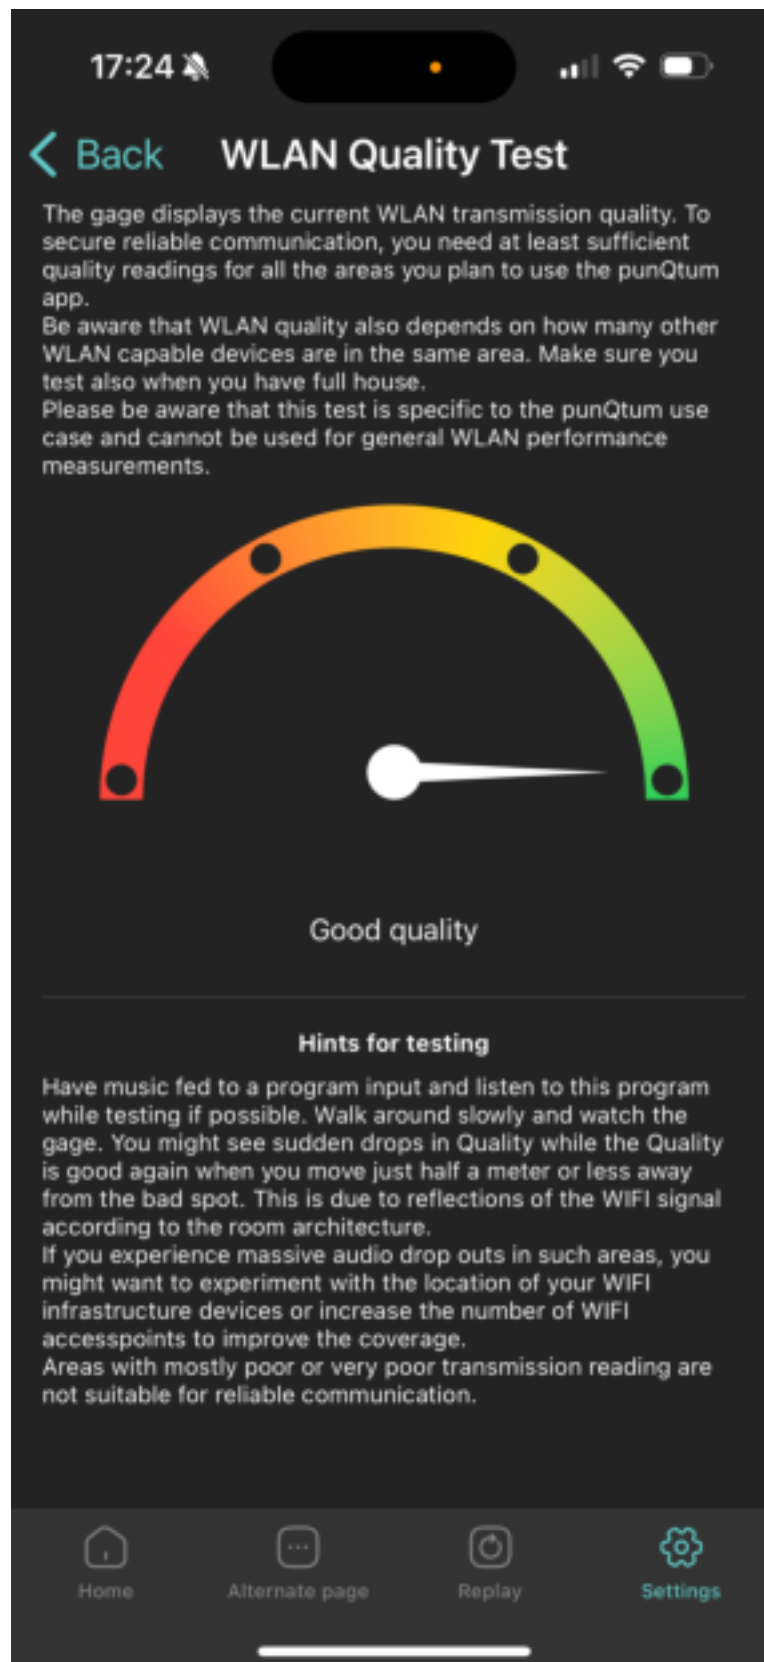 17:24
Back
WLAN Quality Test
The gage displays the current WLAN transmission quality. To
secure reliable communication, you need at least sufficient
quality readings for all the areas you plan to use the punQtum
app.
Be aware that WLAN quality also depends on how many other
WLAN capable devices are in the same area. Make sure you
test also when you have full house.
Please be aware that this test is specific to the punQtum use
case and cannot be used for general WLAN performance
measurements.
Good quality
Hints for testing
Have music fed to a program input and listen to this program
while testing if possible. Walk around slowly and watch the
gage. You might see sudden drops in Quality while the Quality
is good again when you move just half a meter or less away
from the bad spot. This is due to reflections of the WIFI signal
according to the room architecture.
If you experience massive audio drop outs in such areas, you
might want to experiment with the location of your WIFI
infrastructure devices or increase the number of WIFI
accesspoints to improve the coverage.
Areas with mostly poor or very poor transmission reading are
not suitable for reliable communication.
Home
Alternate page
Replay
Settings